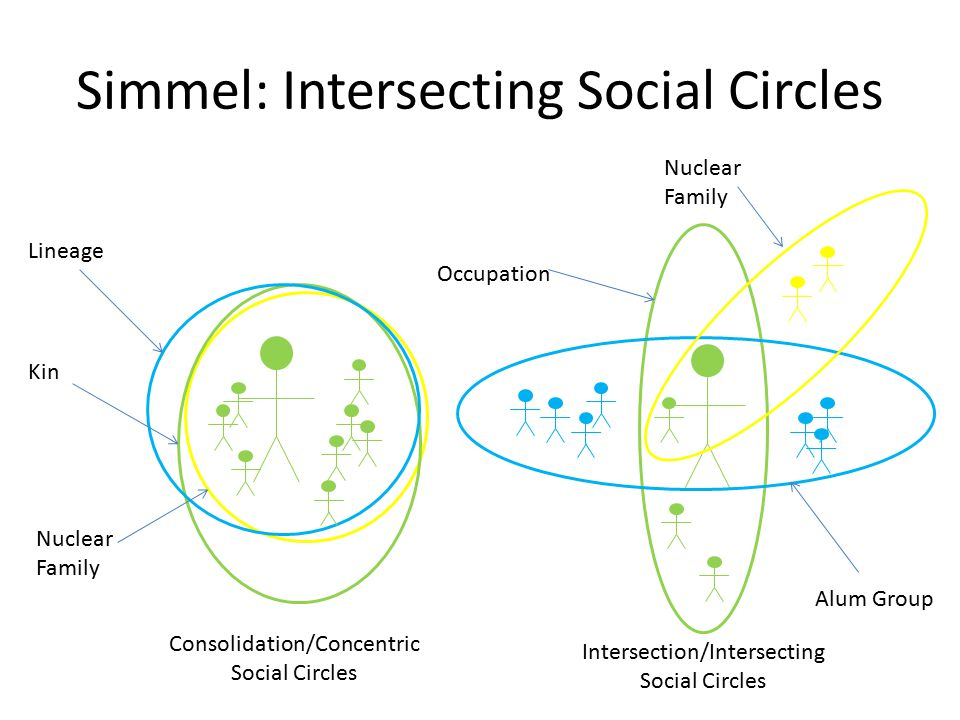 Simmel: Intersecting Social Circles
Nuclear
Family
Lineage
Occupation
Kin
Nuclear
Family
Alum Group
Consolidation/Concentric
Social Circles
Intersection/Intersecting
Social Circles